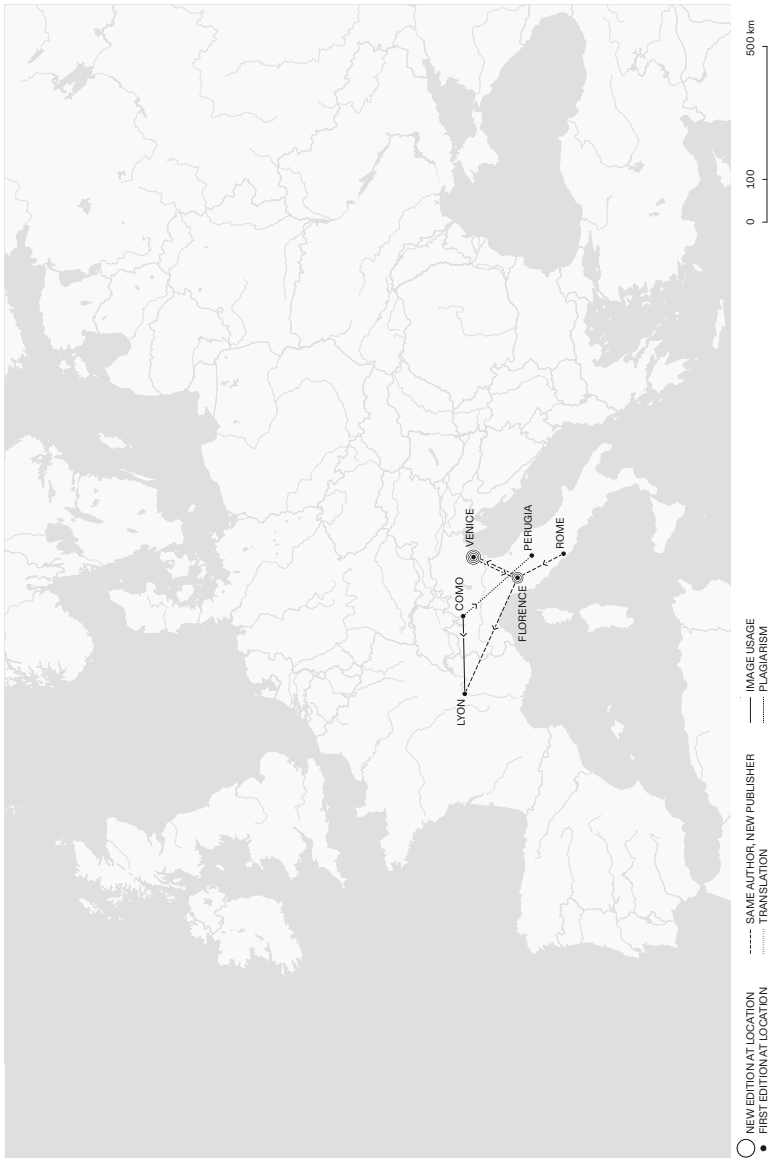 VENICE
COMO
PERUGIA
ROME
FLORENCE
LYON
NEW EDITION AT LOCATION
FIRST EDITION AT LOCATION
SAME AUTHOR, NEW PUBLISHER
TRANSLATION
IMAGE USAGE
PLAGIARISM
0 100 500 km